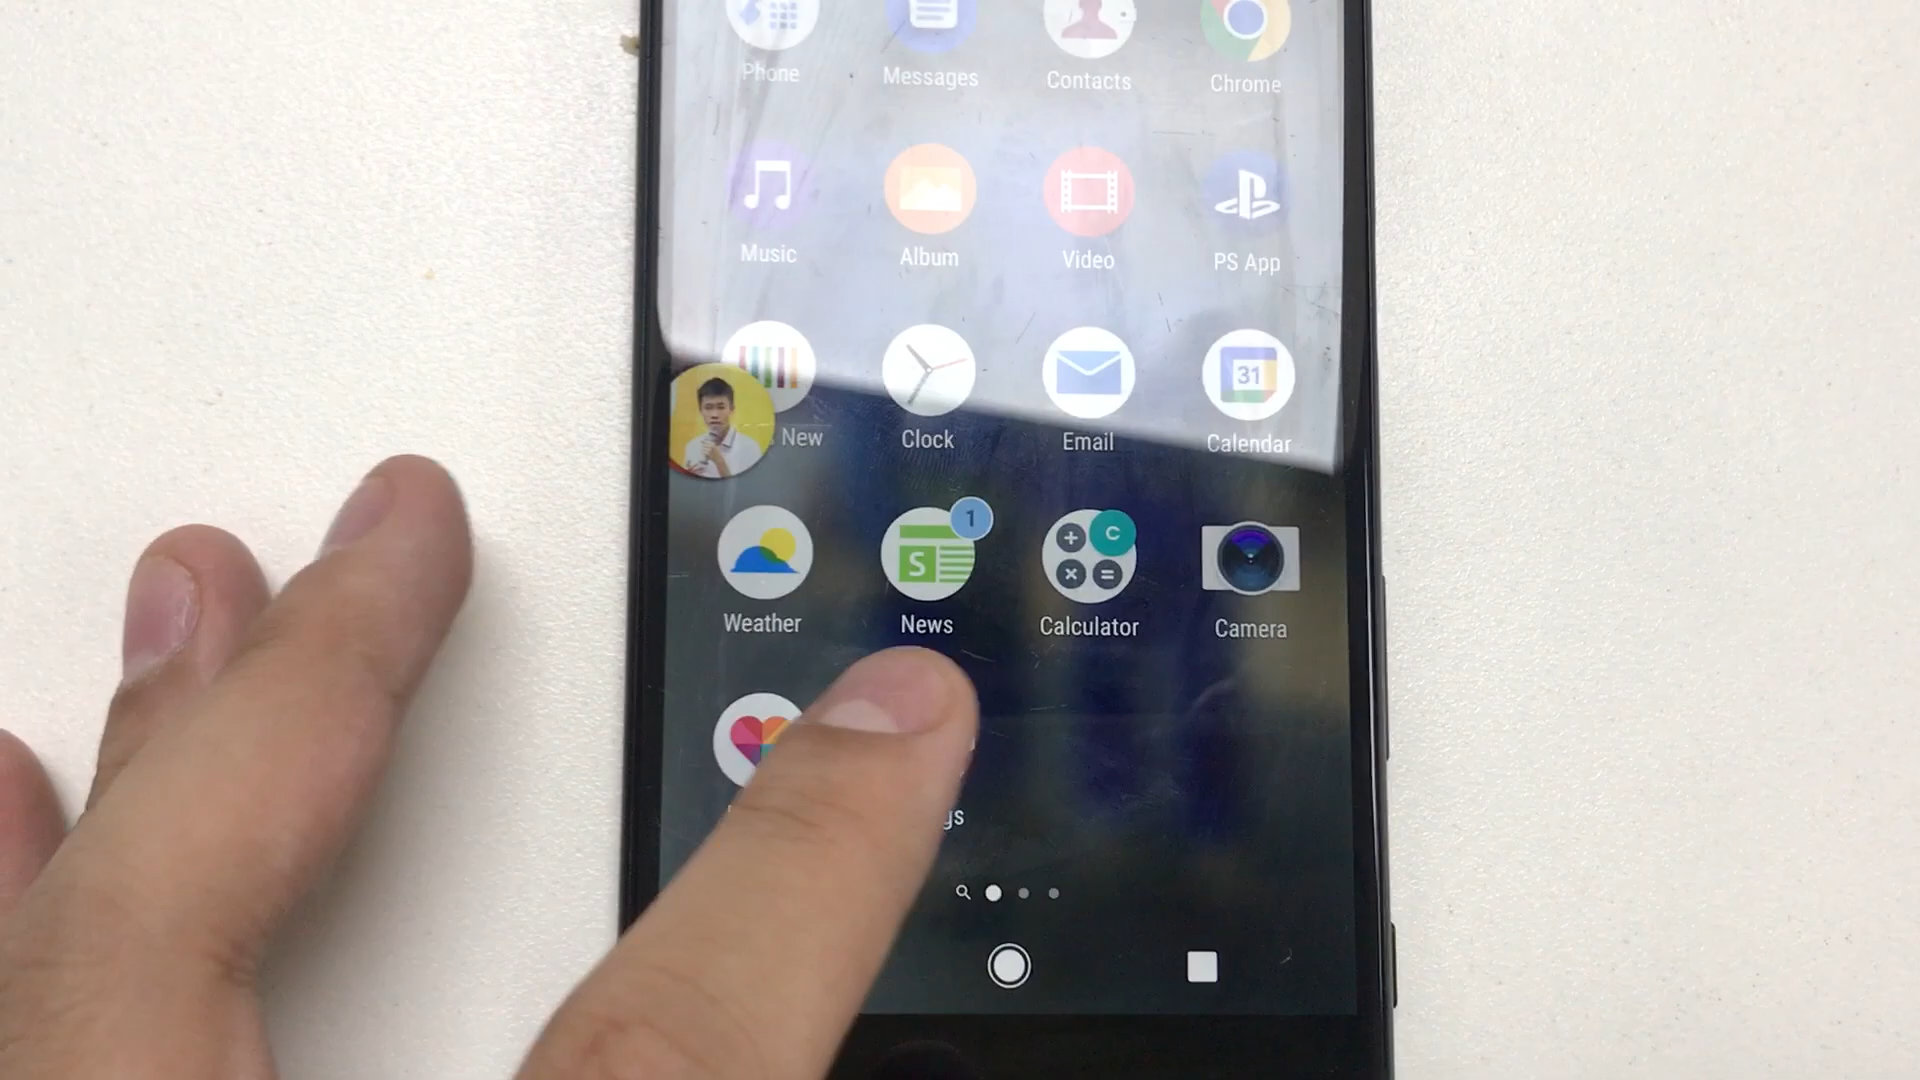 Phone Messages Contacts Chrome
Music Album Video PS App
New Clock Email 31 Calendar
1
S
C
Weather News Calculator Camera
gs